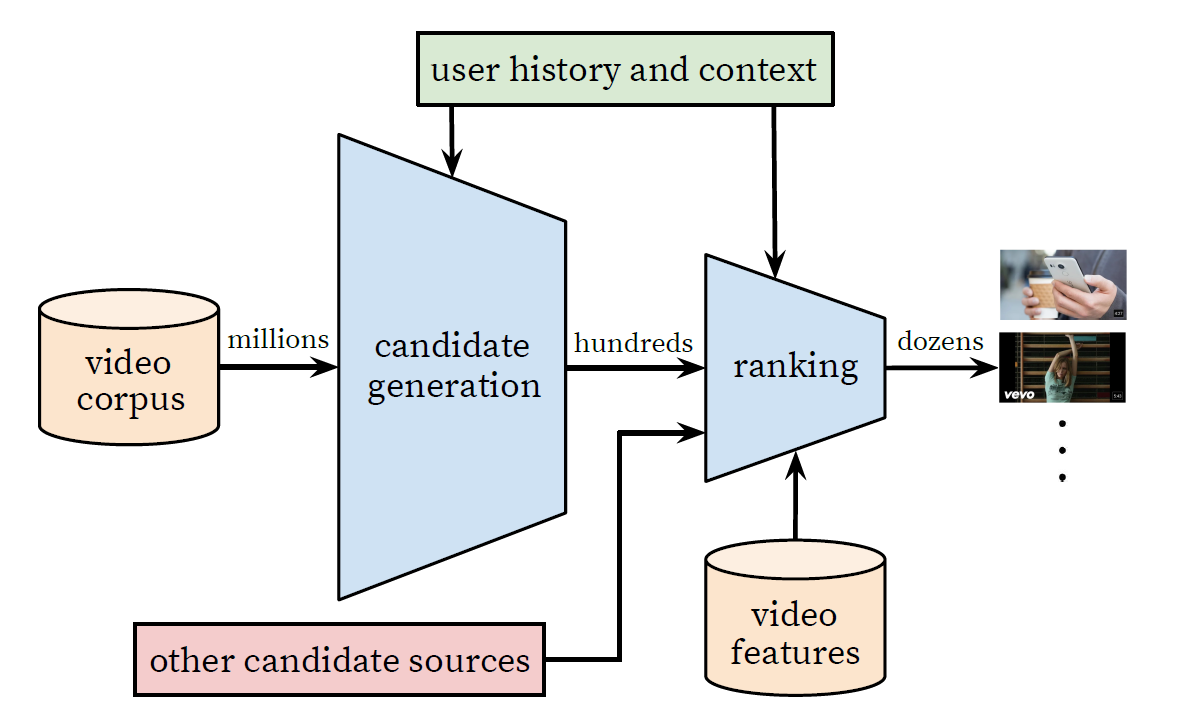 user history and context
millions
video
corpus
candidate
generation
hundreds
ranking
dozens
vevo
other candidate sources
video
features